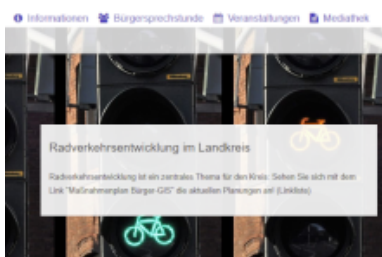 Informationen Bürgersprechstunde Veranstaltungen Mediathek
Radverkehrsentwicklung im Landkreis
Radverkehrsentwicklung ist ein zentrales Thema für den Kreis: Sehen Sie sich mit dem
Link "Maßnahmenplan Bürger-GIS" die aktuellen Planungen an! (Linkliste)